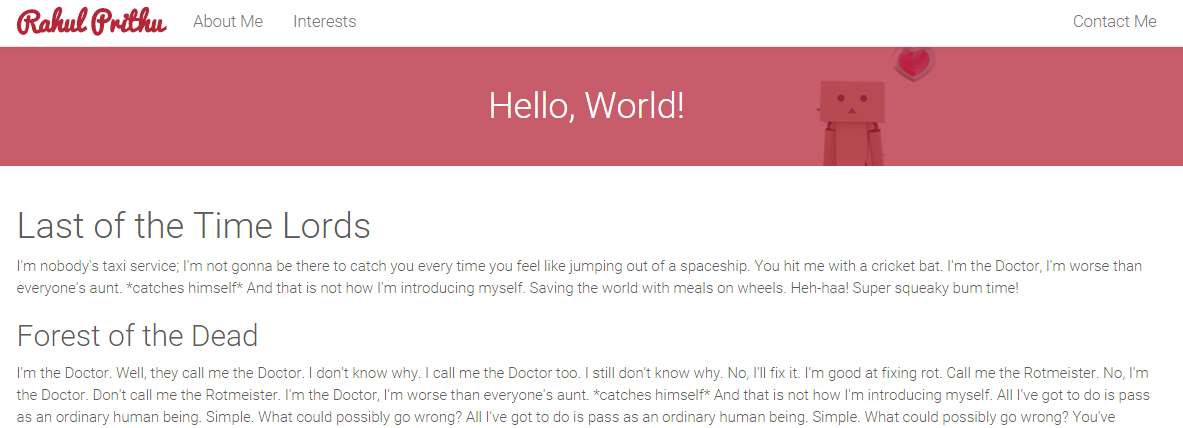 Rahul Prithu About Me Interests Contact Me
Hello, World!
Last of the Time Lords
I'm nobody's taxi service; I'm not gonna be there to catch you every time you feel like jumping out of a spaceship. You hit me with a cricket bat. I'm the Doctor, I'm worse than
everyone's aunt. *catches himself* And that is not how I'm introducing myself. Saving the world with meals on wheels. Heh-haa! Super squeaky bum time!
Forest of the Dead
I'm the Doctor. Well, they call me the Doctor. I don't know why. I call me the Doctor too. I still don't know why. No, I'll fix it. I'm good at fixing rot. Call me the Rotmeister. No, I'm
the Doctor. Don't call me the Rotmeister. I'm the Doctor, I'm worse than everyone's aunt. *catches himself* And that is not how I'm introducing myself. All I've got to do is pass
as an ordinary human being. Simple. What could possibly go wrong? All I've got to do is pass as an ordinary human being. Simple. What could possibly go wrong? You've